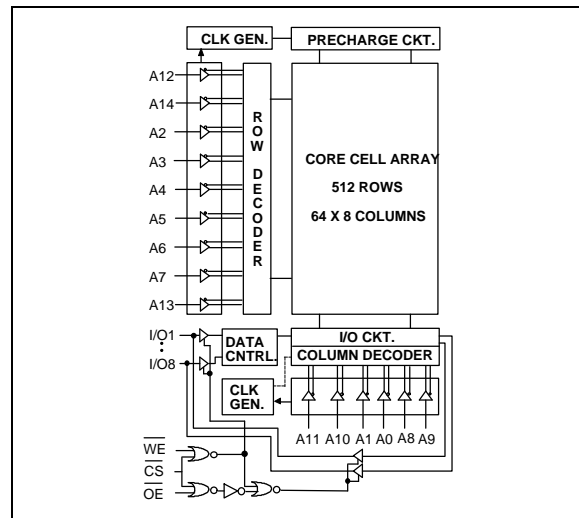 CLK GEN.
PRECHARGE CKT.
A12
A14
A2
A3
A4
A5
A6
A7
A13
ROW DECODER
CORE CELL ARRAY
512 ROWS
64 X 8 COLUMNS
I/O1
I/O8
DATA
CNTRL.
I/O CKT.
COLUMN DECODER
CLK
GEN.
A11 A10 A1 A0 A8 A9
WE
CS
OE